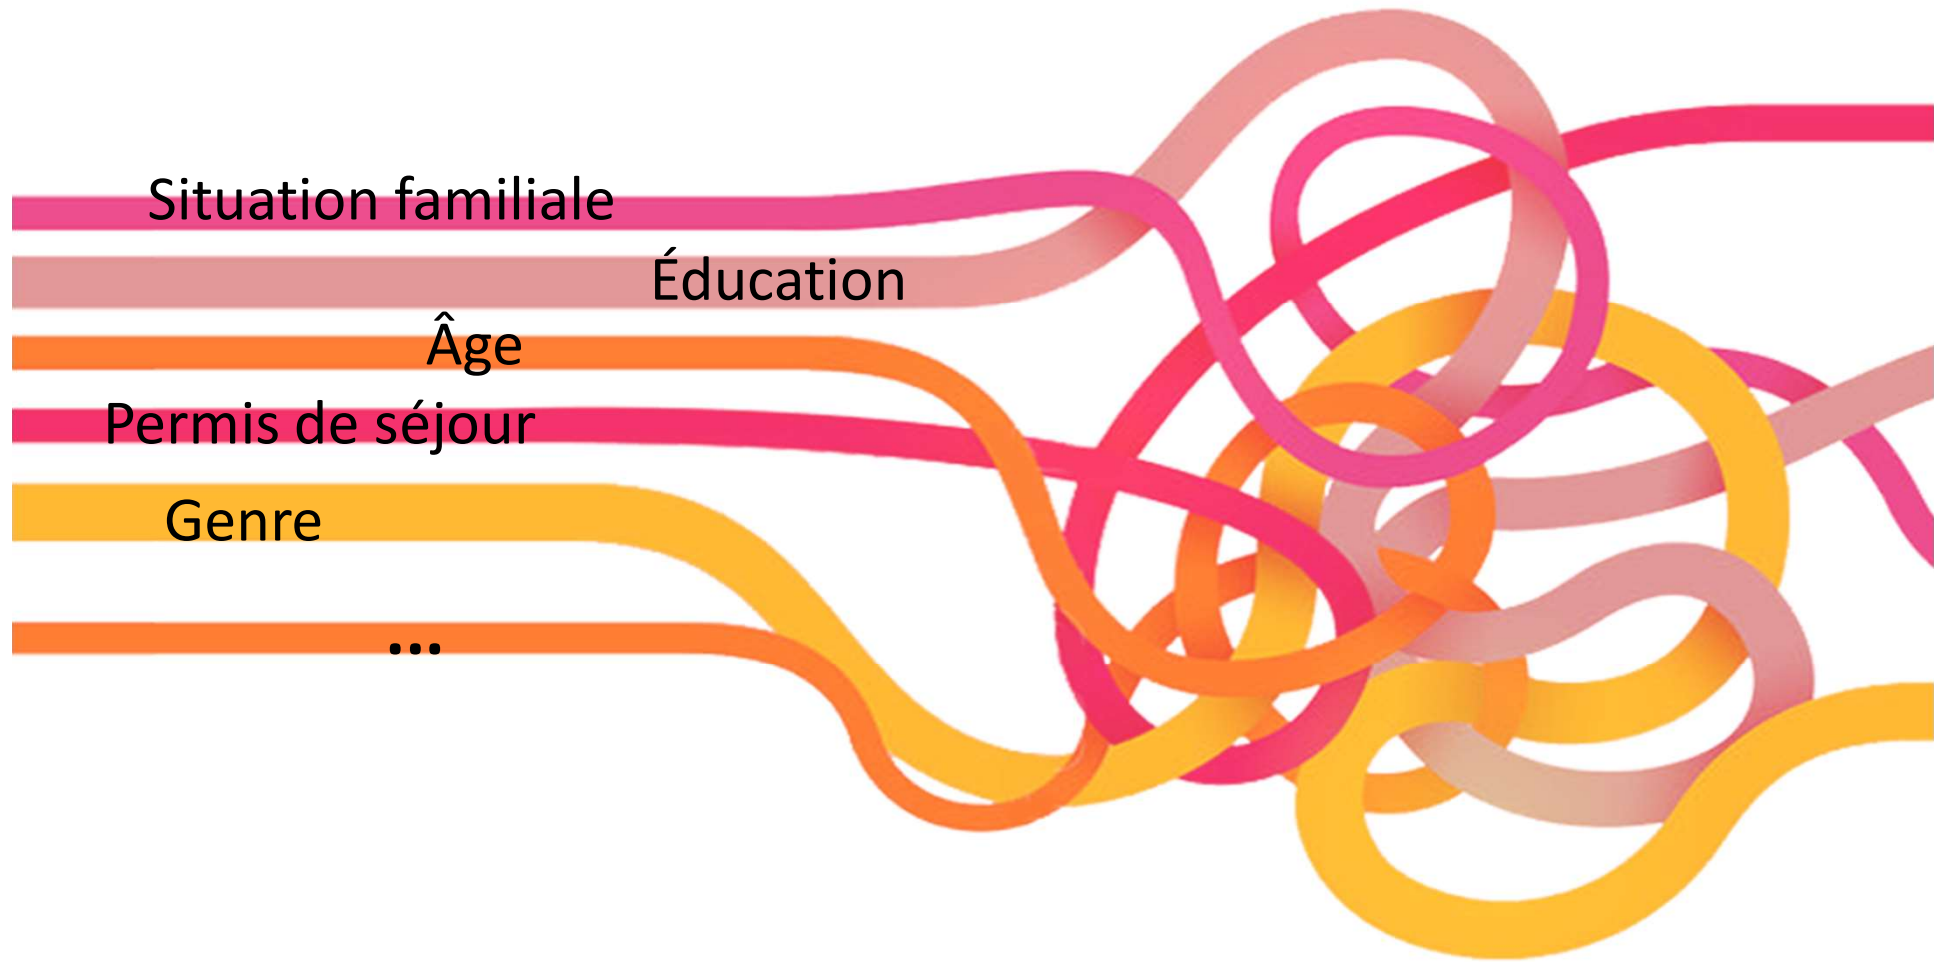 Situation familiale
Éducation
Âge
Permis de séjour
Genre
...